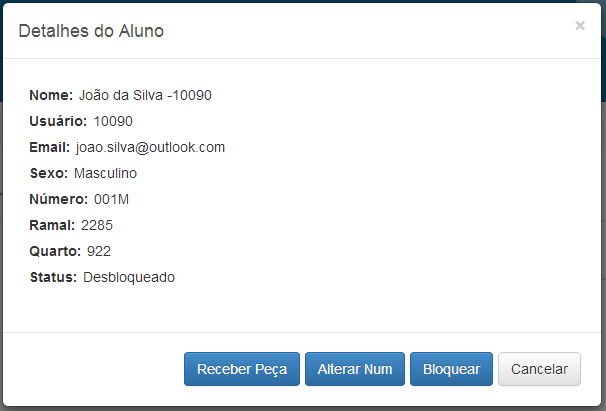 Detalhes do Aluno ×
Nome: João da Silva -10090
Usuário: 10090
Email: joao.silva@outlook.com
Sexo: Masculino
Número: 001M
Ramal: 2285
Quarto: 922
Status: Desbloqueado
Receber Peça Alterar Num Bloquear Cancelar